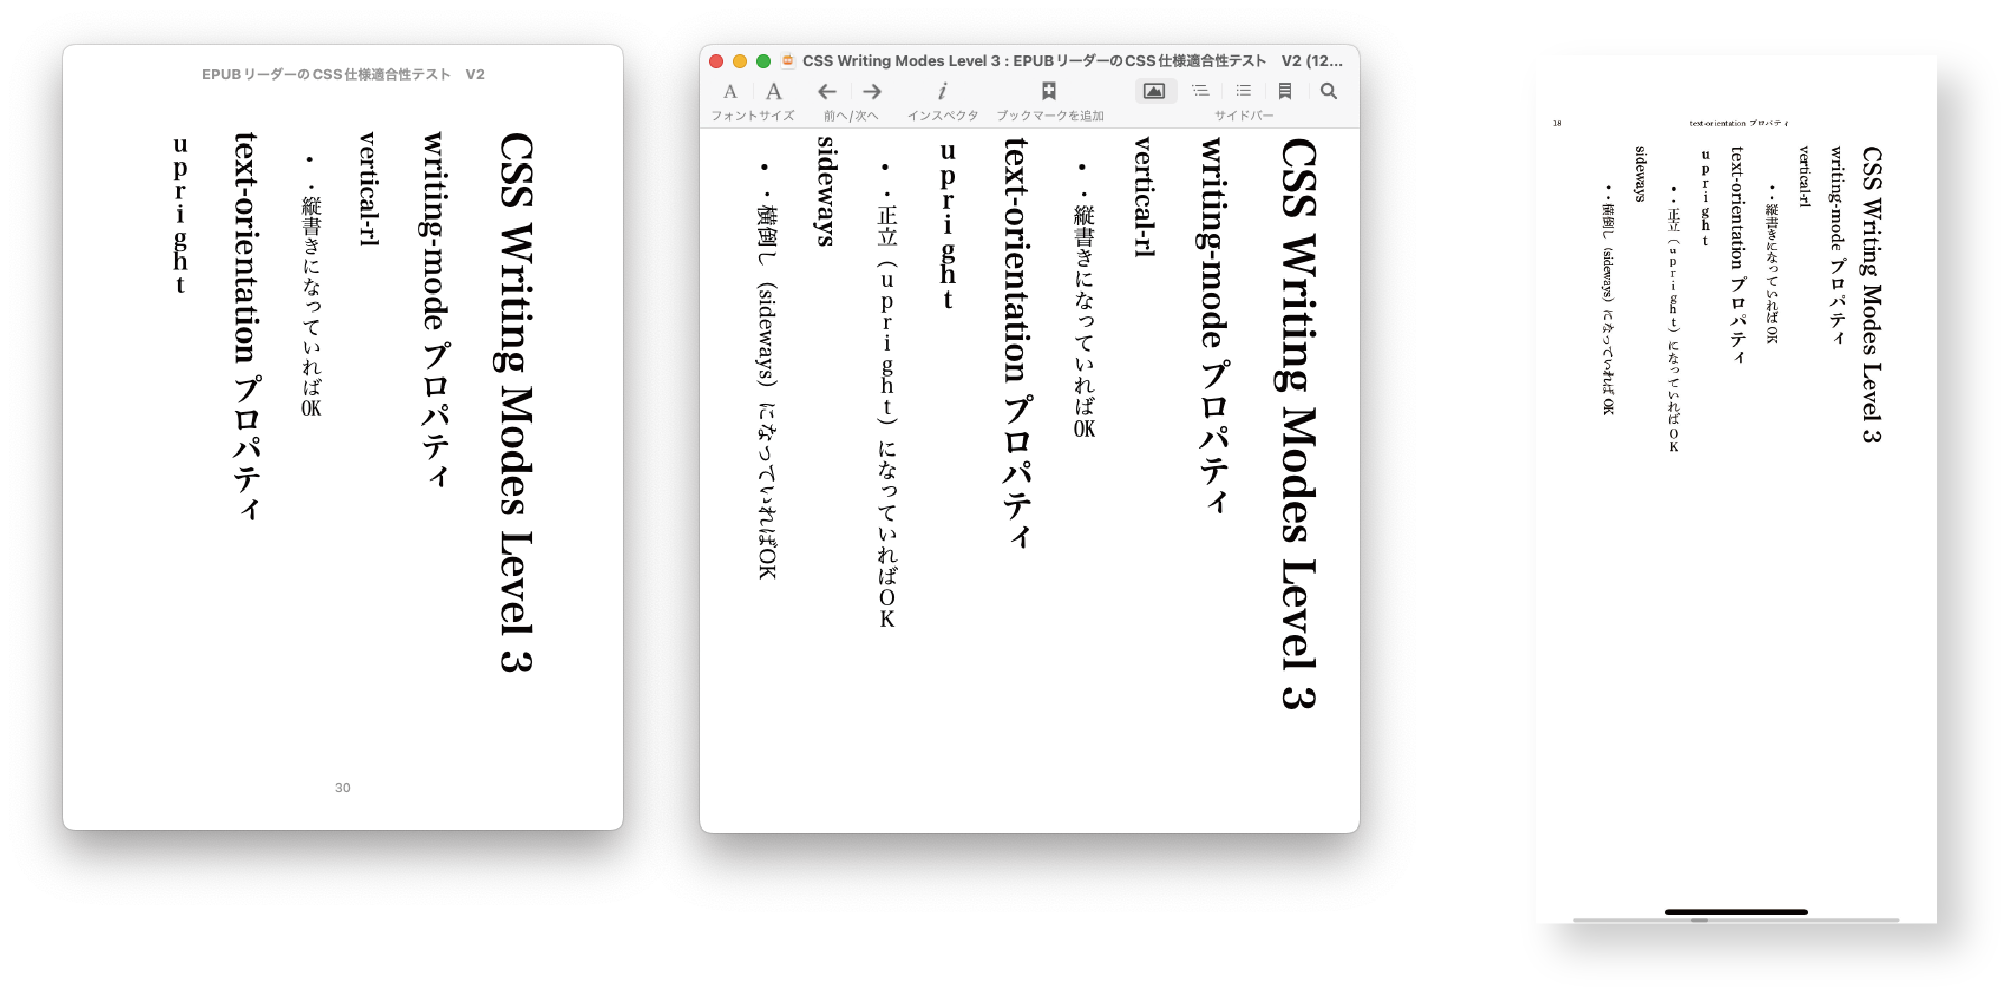 EPUBリーダーのCSS仕様適合性テスト　V2
CSS Writing Modes Level 3
writing-mode プロパティ
vertical-rl
• ・縦書きになっていればOK
text-orientation プロパティ
upright
30
CSS Writing Modes Level 3 : EPUBリーダーのCSS仕様適合性テスト　V2 (12...
A A
フォントサイズ
前へ/次へ
インスペクタ
ブックマークを追加
サイドバー
CSS Writing Modes Level 3
writing-mode プロパティ
vertical-rl
• ・縦書きになっていればOK
text-orientation プロパティ
upright
• ・正立（upright）になっていればOK
sideways
• ・横倒し（sideways）になっていればOK
18
text-orientation プロパティ
CSS Writing Modes Level 3
writing-mode プロパティ
vertical-rl
• ・縦書きになっていればOK
text-orientation プロパティ
upright
• ・正立（upright）になっていればOK
sideways
• ・横倒し（sideways）になっていればOK